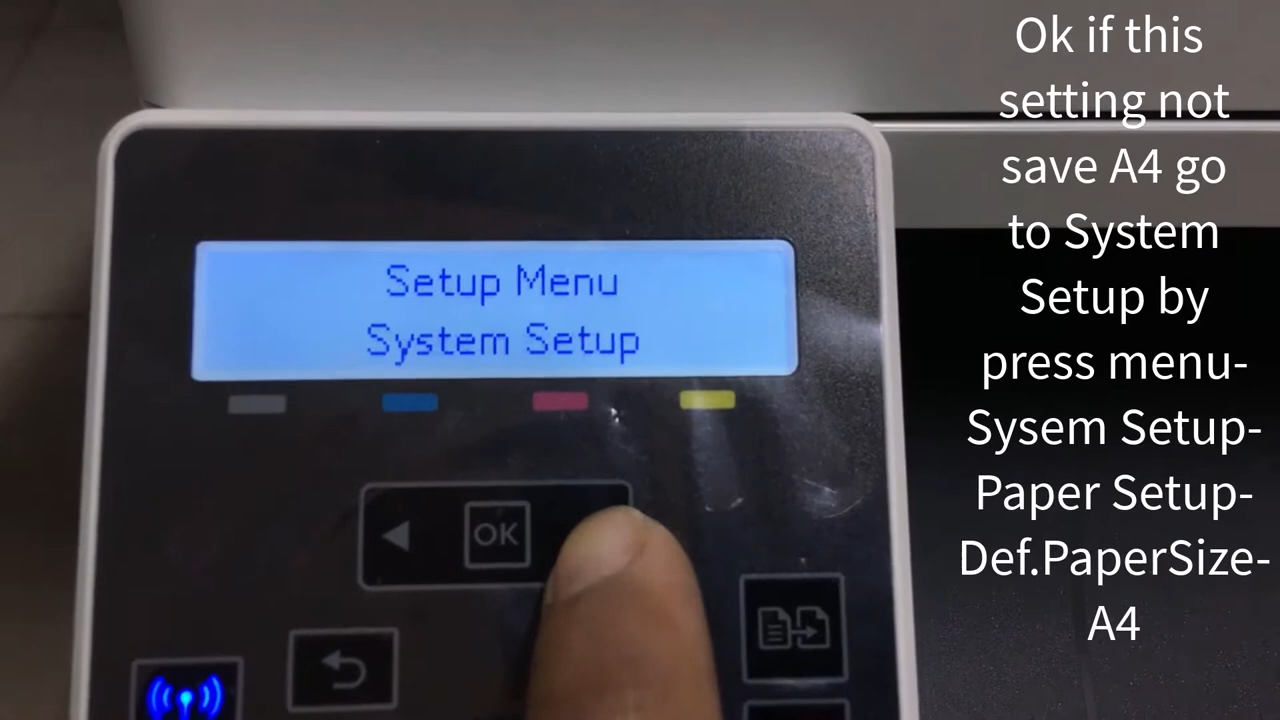 Setup Menu
System Setup
OK
Ok if this
setting not
save A4 go
to System
Setup by
press menu-
Sysem Setup-
Paper Setup-
Def.PaperSize-
A4